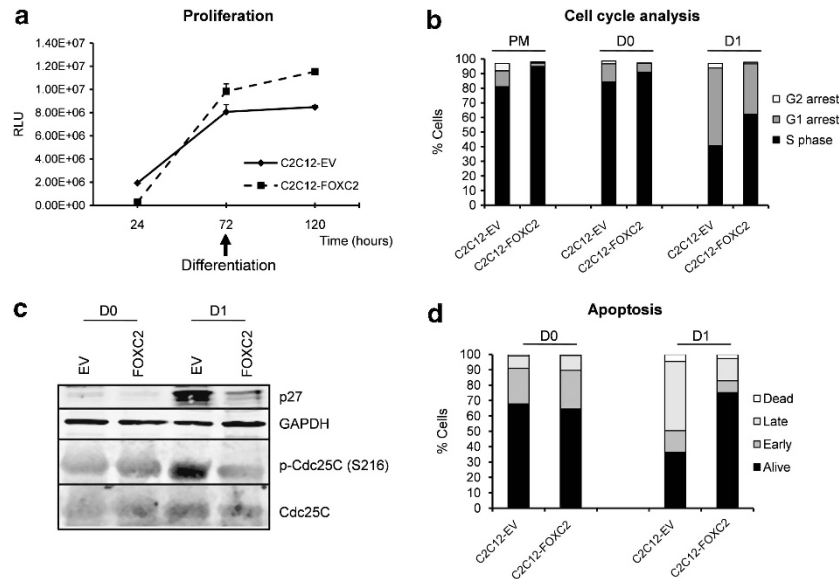 a
Proliferation
1.40E+07
1.20E+07
1.00E+07
8.00E+06
6.00E+06
4.00E+06
2.00E+06
0.00E+00
RLU
C2C12-EV
C2C12-FOXC2
24
72
120
Time (hours)
Differentiation
b
Cell cycle analysis
PM
D0
D1
100
90
80
70
60
50
40
30
20
10
0
% Cells
G2 arrest
G1 arrest
S phase
C2C12-EV
C2C12-FOXC2
C2C12-EV
C2C12-FOXC2
C2C12-EV
C2C12-FOXC2
c
D0
D1
EV
FOXC2
EV
FOXC2
p27
GAPDH
p-Cdc25C (S216)
Cdc25C
d
Apoptosis
D0
D1
100
90
80
70
60
50
40
30
20
10
0
% Cells
Dead
Late
Early
Alive
C2C12-EV
C2C12-FOXC2
C2C12-EV
C2C12-FOXC2